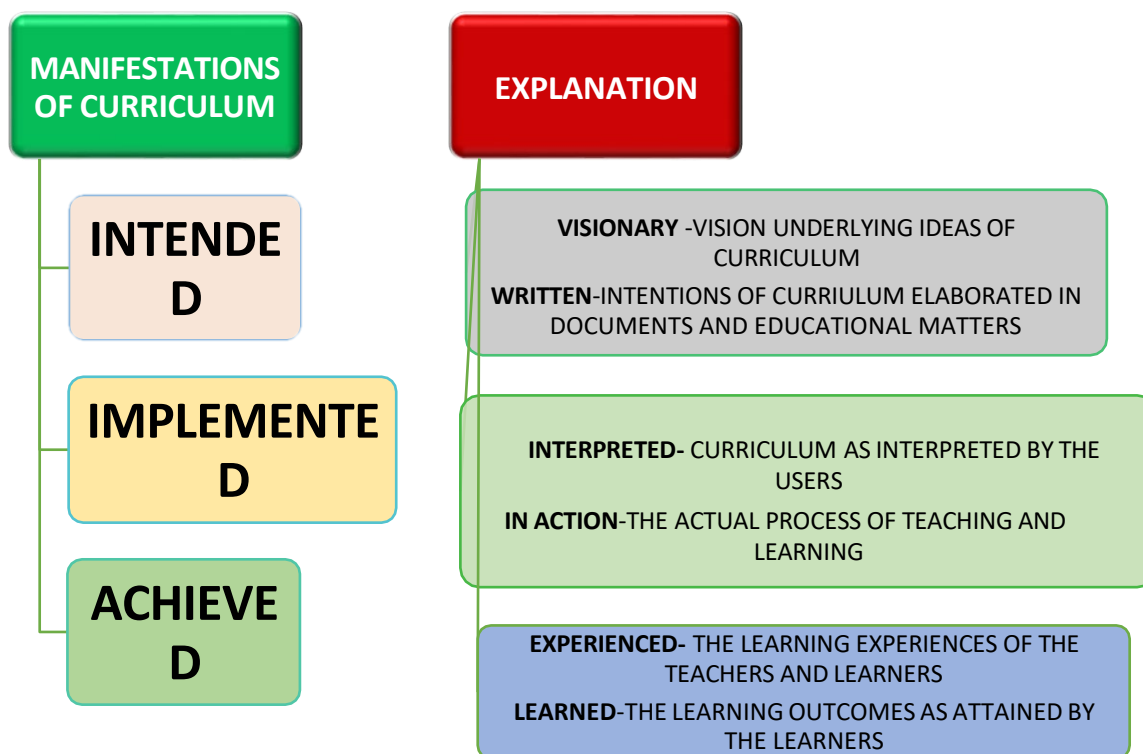 MANIFESTATIONS
OF CURRICULUM
EXPLANATION
INTENDE
D
VISIONARY -VISION UNDERLYING IDEAS OF
CURRICULUM
WRITTEN-INTENTIONS OF CURRIULUM ELABORATED IN
DOCUMENTS AND EDUCATIONAL MATTERS
IMPLEMENTE
D
INTERPRETED- CURRICULUM AS INTERPRETED BY THE
USERS
IN ACTION-THE ACTUAL PROCESS OF TEACHING AND
LEARNING
ACHIEVE
D
EXPERIENCED- THE LEARNING EXPERIENCES OF THE
TEACHERS AND LEARNERS
LEARNED-THE LEARNING OUTCOMES AS ATTAINED BY
THE LEARNERS